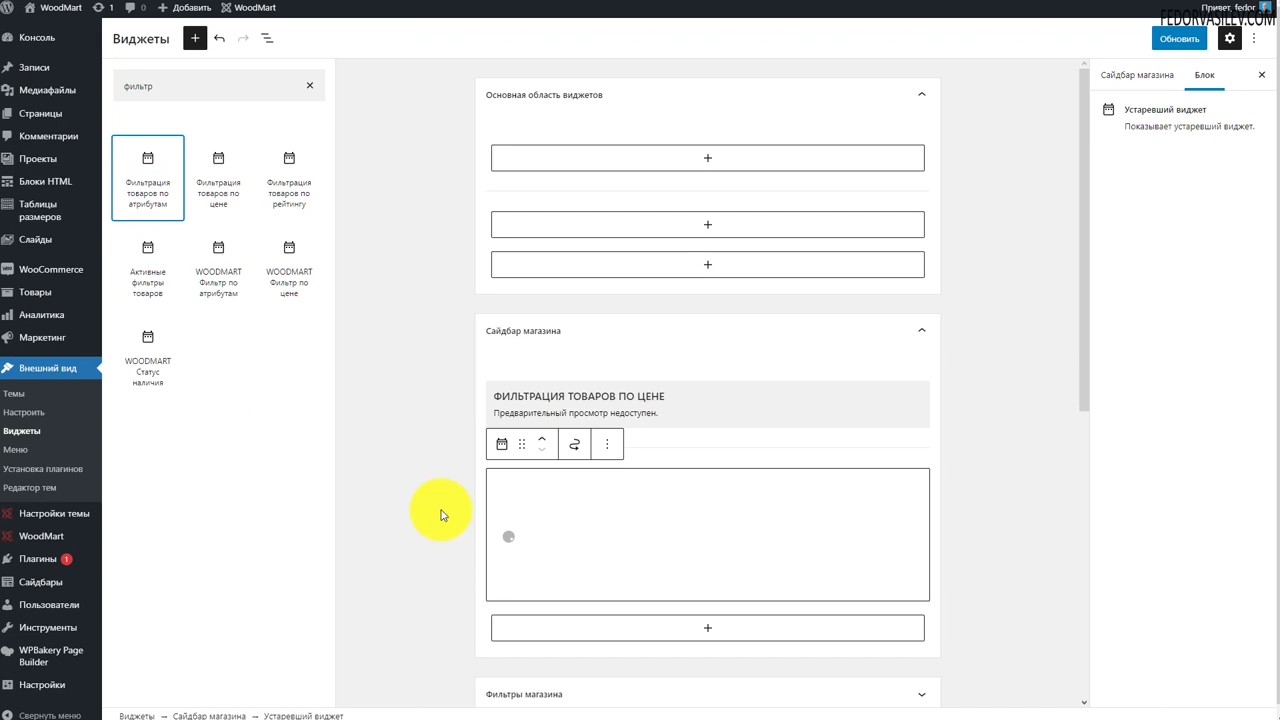 WoodMart
1
0
Добавить
WoodMart
Привет, fedor
FEDORVASILEV.COM
Консоль
Записи
Медиафайлы
Страницы
Комментарии
Проекты
Блоки HTML
Таблицы
размеров
Слайды
WooCommerce
Товары
Аналитика
Маркетинг
Внешний вид
Темы
Настроить
Виджеты
Меню
Установка плагинов
Редактор тем
Настройки темы
WoodMart
Плагины 1
Сайдбары
Пользователи
Инструменты
WPBakery Page
Builder
Настройки
Свернуть меню
Виджеты
Обновить
фильтр
Фильтрация
товаров по
атрибутам
Фильтрация
товаров по
цене
Фильтрация
товаров по
рейтингу
Активные
фильтры
товаров
WOODMART
Фильтр по
атрибутам
WOODMART
Фильтр по
цене
WOODMART
Статус
наличия
Основная область виджетов
Сайдбар магазина
ФИЛЬТРАЦИЯ ТОВАРОВ ПО ЦЕНЕ
Предварительный просмотр недоступен.
Фильтры магазина
Сайдбар магазина
Блок
Устаревший виджет
Показывает устаревший виджет.
Виджеты → Сайдбар магазина → Устаревший виджет